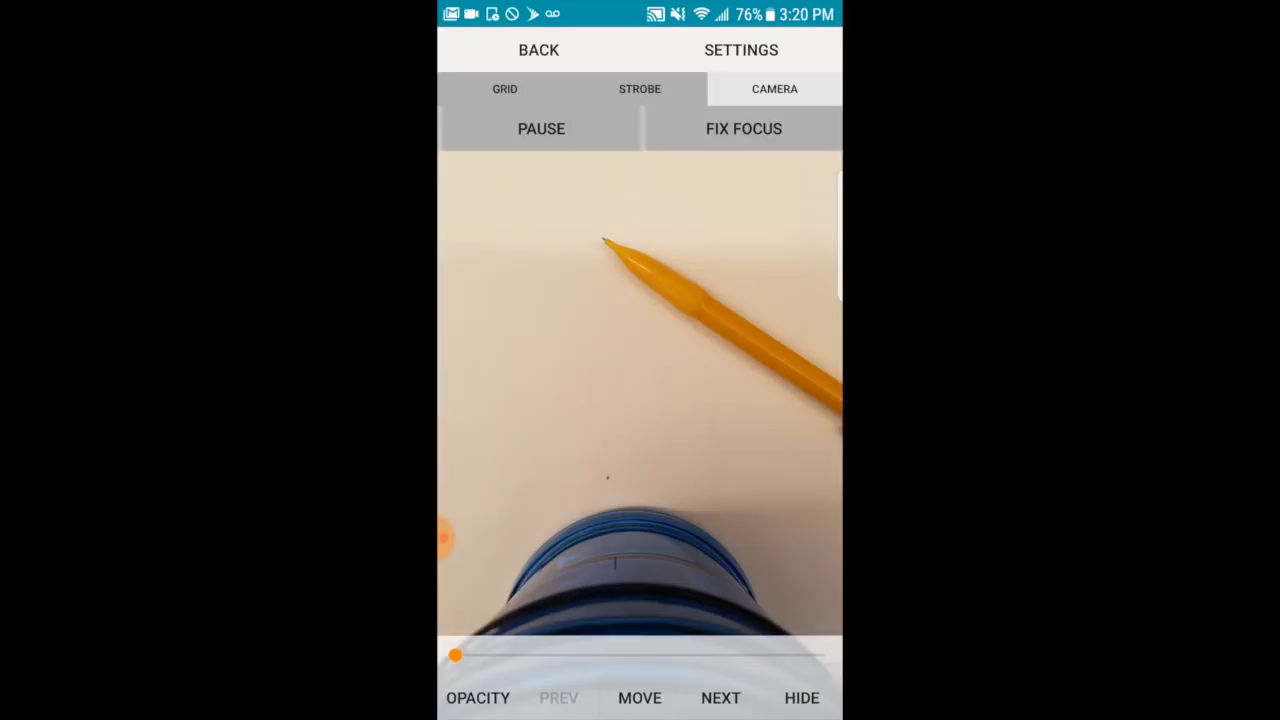 76% 3:20 PM
BACK SETTINGS
GRID STROBE CAMERA
PAUSE FIX FOCUS
OPACITY PREV MOVE NEXT HIDE